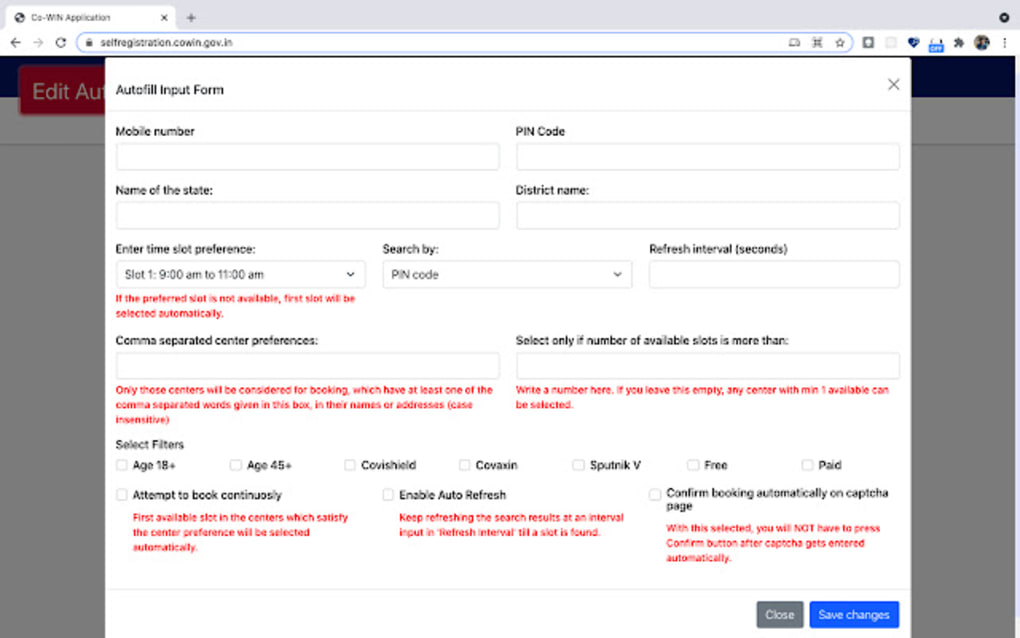 Co-WIN Application
selfregistration.cowin.gov.in
OFF
Edit Aut
Autofill Input Form
Mobile number
PIN Code
Name of the state:
District name:
Enter time slot preference:
Search by:
Refresh interval (seconds)
Slot 1: 9:00 am to 11:00 am
PIN code
If the preferred slot is not available, first slot will be
selected automatically.
Comma separated center preferences:
Select only if number of available slots is more than:
Only those centers will be considered for booking, which have at least one of the
comma separated words given in this box, in their names or addresses (case
insensitive)
Write a number here. If you leave this empty, any center with min 1 available can
be selected.
Select Filters
Age 18+
Age 45+
Covishield
Covaxin
Sputnik V
Free
Paid
Attempt to book continuosly
First available slot in the centers which satisfy
the center preference will be selected
automatically.
Enable Auto Refresh
Keep refreshing the search results at an interval
input in 'Refresh Interval' till a slot is found.
Confirm booking automatically on captcha
page
With this selected, you will NOT have to press
Confirm button after captcha gets entered
automatically.
Close
Save changes